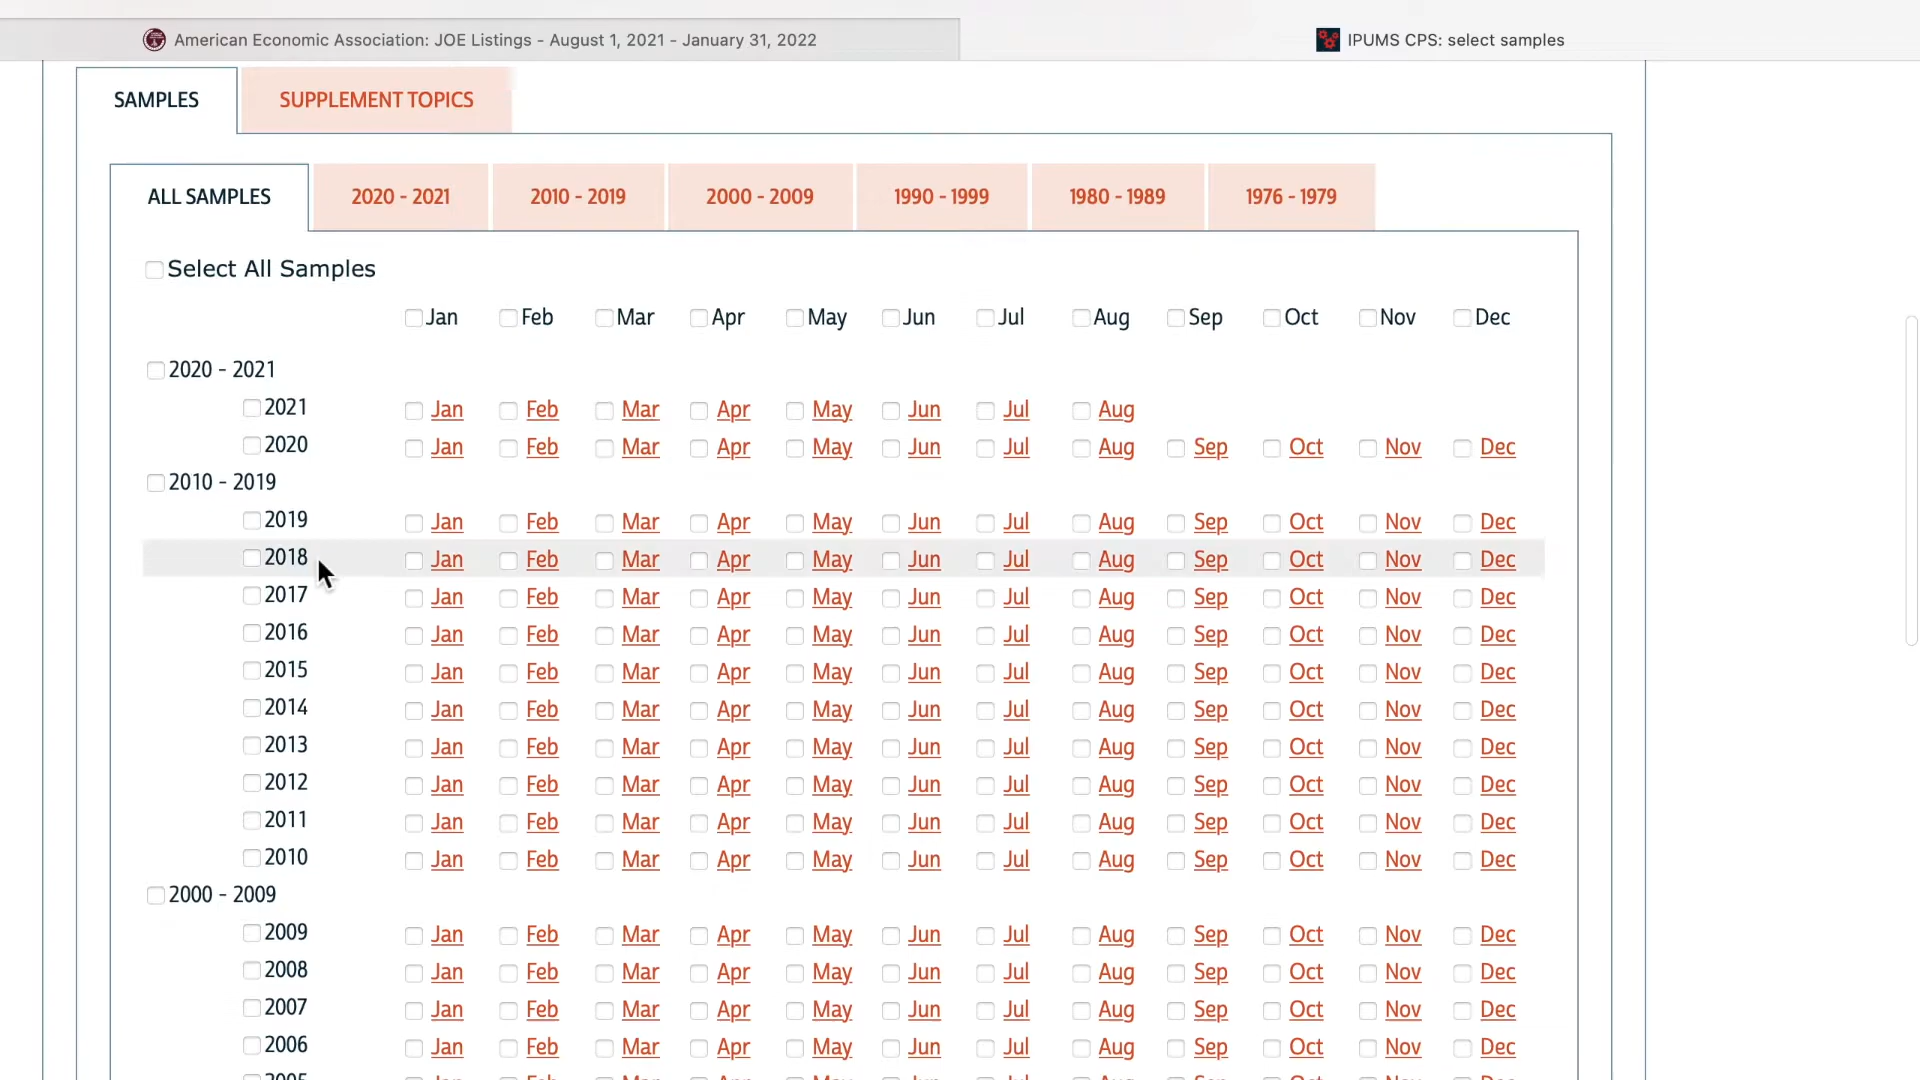 American Economic Association: JOE Listings - August 1, 2021 - January 31, 2022
IPUMS CPS: select samples
SAMPLES
SUPPLEMENT TOPICS
ALL SAMPLES
2020 - 2021
2010 - 2019
2000 - 2009
1990 - 1999
1980 - 1989
1976 - 1979
Select All Samples
Jan Feb Mar Apr May Jun Jul Aug Sep Oct Nov Dec
2020 - 2021
2021 Jan Feb Mar Apr May Jun Jul Aug
2020 Jan Feb Mar Apr May Jun Jul Aug Sep Oct Nov Dec
2010 - 2019
2019 Jan Feb Mar Apr May Jun Jul Aug Sep Oct Nov Dec
2018 Jan Feb Mar Apr May Jun Jul Aug Sep Oct Nov Dec
2017 Jan Feb Mar Apr May Jun Jul Aug Sep Oct Nov Dec
2016 Jan Feb Mar Apr May Jun Jul Aug Sep Oct Nov Dec
2015 Jan Feb Mar Apr May Jun Jul Aug Sep Oct Nov Dec
2014 Jan Feb Mar Apr May Jun Jul Aug Sep Oct Nov Dec
2013 Jan Feb Mar Apr May Jun Jul Aug Sep Oct Nov Dec
2012 Jan Feb Mar Apr May Jun Jul Aug Sep Oct Nov Dec
2011 Jan Feb Mar Apr May Jun Jul Aug Sep Oct Nov Dec
2010 Jan Feb Mar Apr May Jun Jul Aug Sep Oct Nov Dec
2000 - 2009
2009 Jan Feb Mar Apr May Jun Jul Aug Sep Oct Nov Dec
2008 Jan Feb Mar Apr May Jun Jul Aug Sep Oct Nov Dec
2007 Jan Feb Mar Apr May Jun Jul Aug Sep Oct Nov Dec
2006 Jan Feb Mar Apr May Jun Jul Aug Sep Oct Nov Dec